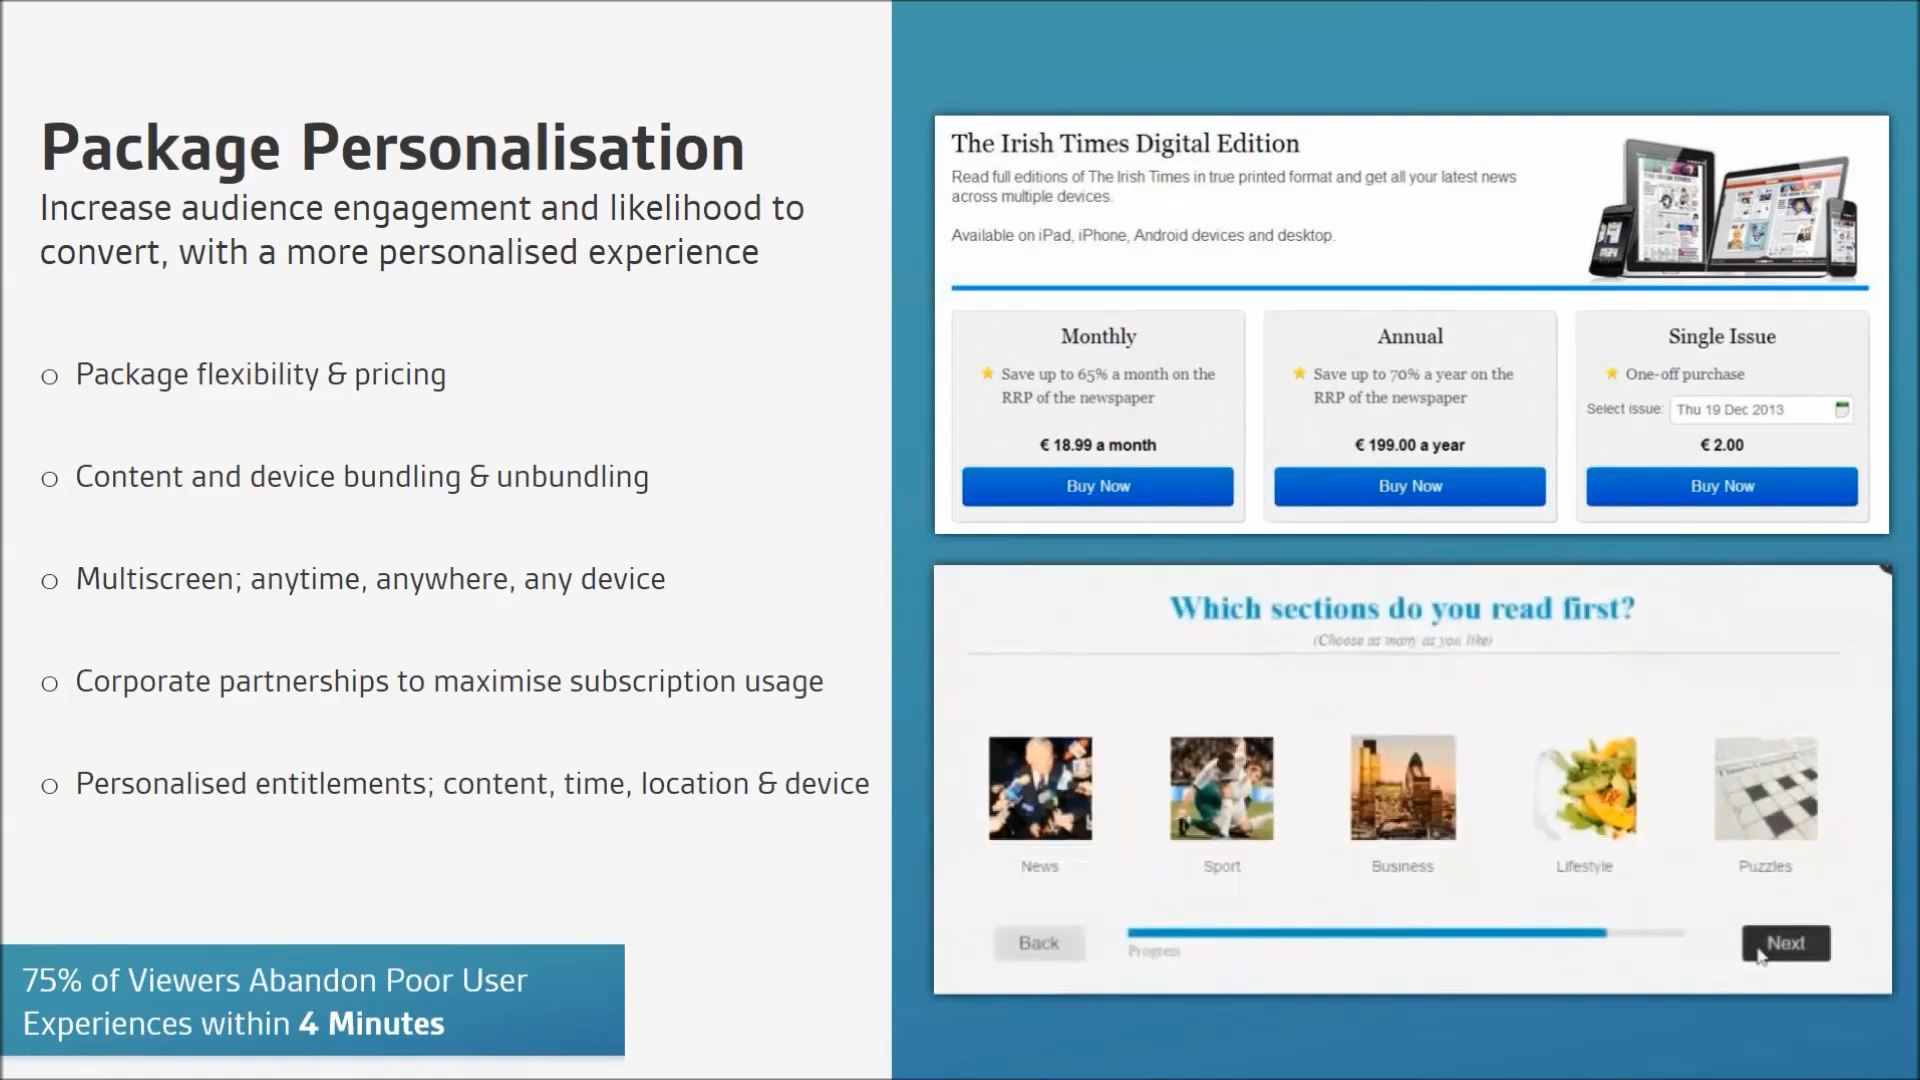 Package Personalisation
Increase audience engagement and likelihood to
convert, with a more personalised experience
o Package flexibility & pricing
o Content and device bundling & unbundling
o Multiscreen; anytime, anywhere, any device
o Corporate partnerships to maximise subscription usage
o Personalised entitlements; content, time, location & device
75% of Viewers Abandon Poor User
Experiences within 4 Minutes
The Irish Times Digital Edition
Read full editions of The Irish Times in true printed format and get all your latest news
across multiple devices.
Available on iPad, iPhone, Android devices and desktop.
Monthly
Save up to 65% a month on the
RRP of the newspaper
€ 18.99 a month
Buy Now
Annual
Save up to 70% a year on the
RRP of the newspaper
€ 199.00 a year
Buy Now
Single Issue
One-off purchase
Select issue: Thu 19 Dec 2013
€ 2.00
Buy Now
Which sections do you read first?
(Choose as many as you like)
News
Sport
Business
Lifestyle
Puzzles
Back
Progress
Next